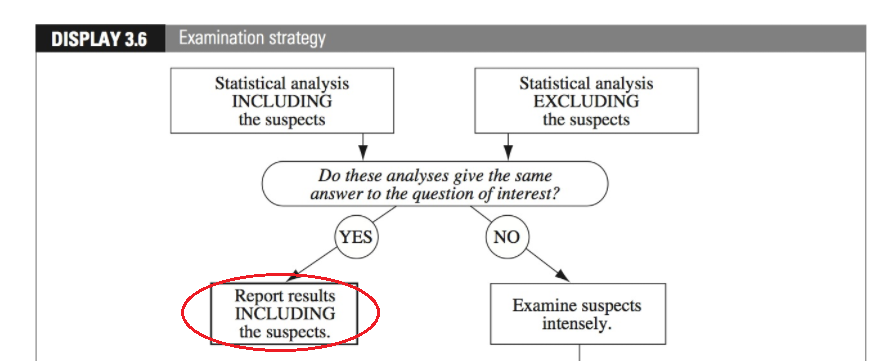 DISPLAY 3.6 Examination strategy
Statistical analysis
INCLUDING
the suspects
Statistical analysis
EXCLUDING
the suspects
Do these analyses give the same
answer to the question of interest?
YES
NO
Report results
INCLUDING
the suspects.
Examine suspects
intensely.